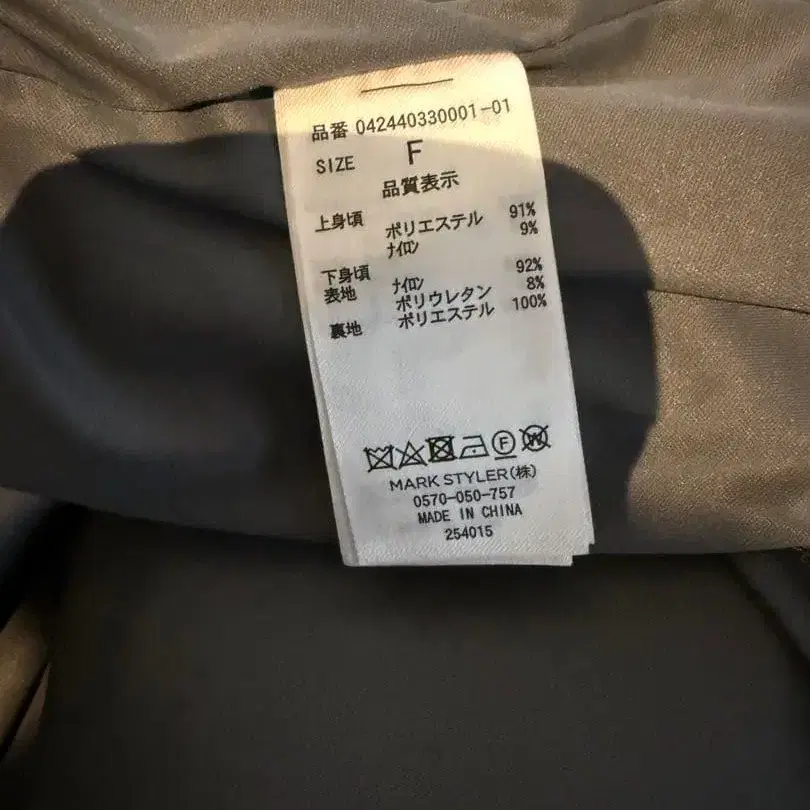 品番 042440330001-01
SIZE F
品質表示
上身頃 ポリエステル 91%
ナイロン 9%
下身頃
表地 ナイロン 92%
ポリウレタン 8%
裏地 ポリエステル 100%
F W
MARK STYLER(株)
0570-050-757
MADE IN CHINA
254015